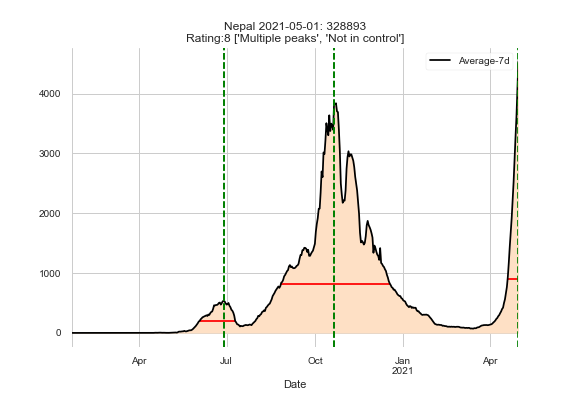 Nepal 2021-05-01: 328893
Rating:8 ['Multiple peaks', 'Not in control']
Average-7d
4000
3000
2000
1000
0
Apr
Jul
Oct
Jan
2021
Apr
Date